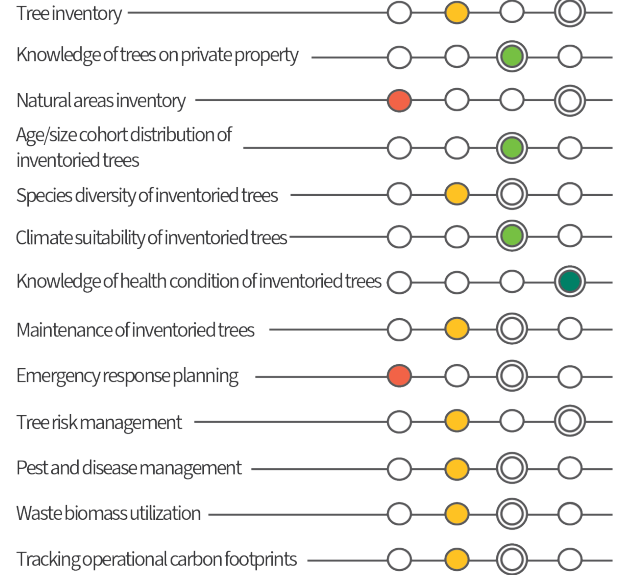 Tree inventory
Knowledge of trees on private property
Natural areas inventory
Age/size cohort distribution of
inventoried trees
Species diversity of inventoried trees
Climate suitability of inventoried trees
Knowledge of health condition of inventoried trees
Maintenance of inventoried trees
Emergency response planning
Tree risk management
Pest and disease management
Waste biomass utilization
Tracking operational carbon footprints